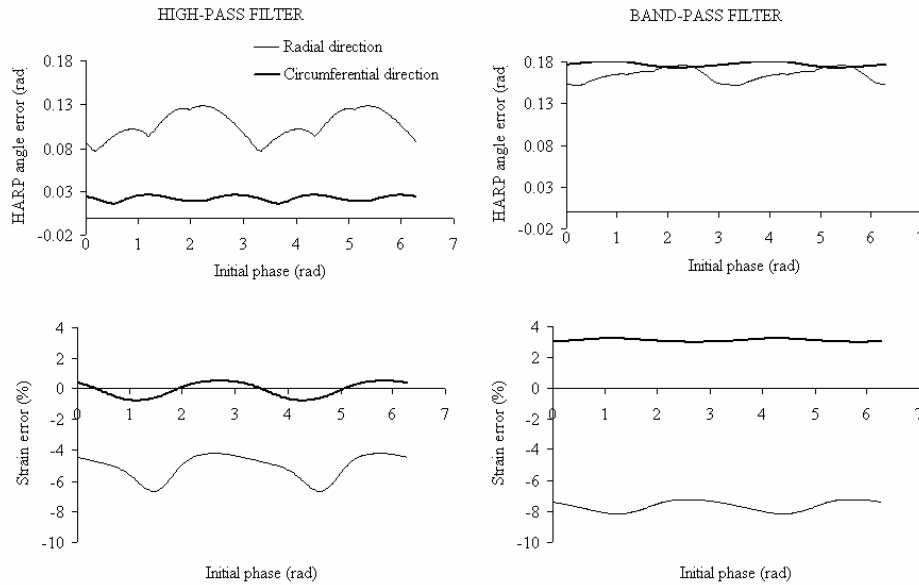 HIGH-PASS FILTER
BAND-PASS FILTER
Radial direction
Circumferential direction
HARP angle error (rad)
0.18
0.13
0.08
0.03
-0.02
0 1 2 3 4 5 6 7
Initial phase (rad)
HARP angle error (rad)
0.18
0.13
0.08
0.03
-0.02
0 1 2 3 4 5 6 7
Initial phase (rad)
Strain error (%)
4
2
0
-2
-4
-6
-8
-10
0 1 2 3 4 5 6 7
Initial phase (rad)
Strain error (%)
4
2
0
-2
-4
-6
-8
-10
0 1 2 3 4 5 6 7
Initial phase (rad)